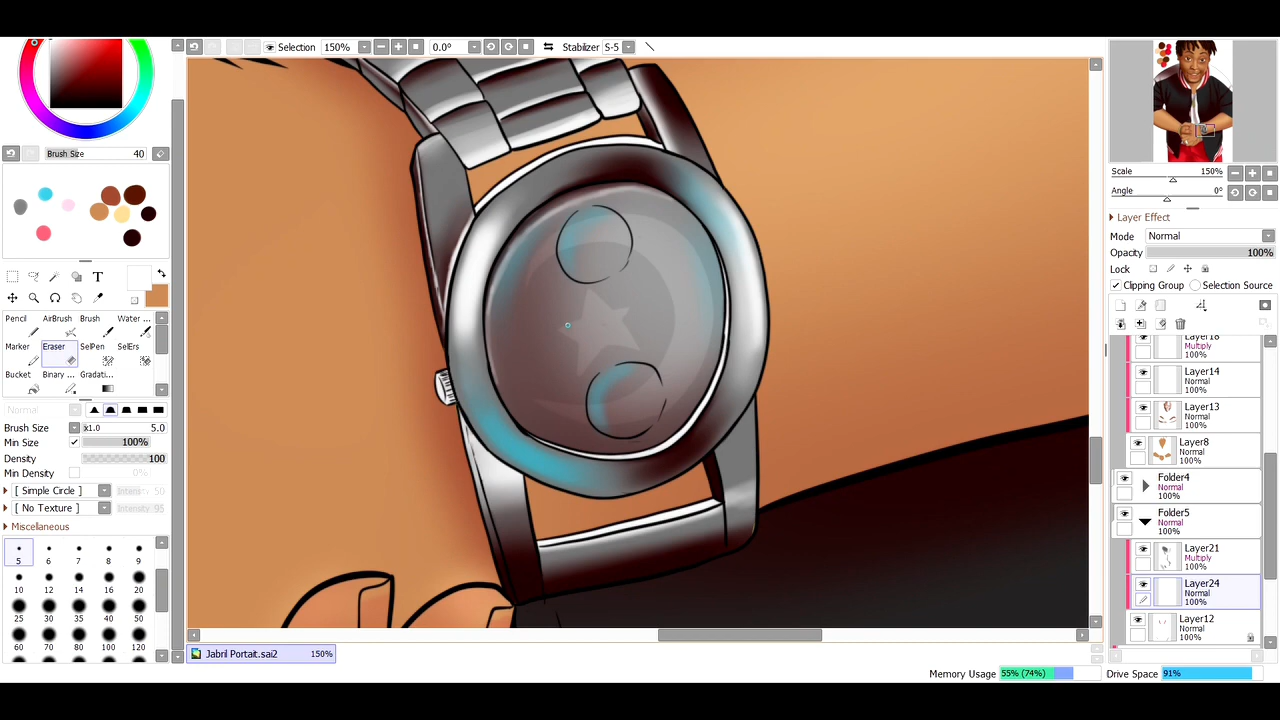 Selection 150% 0.0° Stabilizer S-5
Brush Size 40
T
Pencil AirBrush Brush Water ...
Marker Eraser SelPen SelErs
Bucket Binary ... Gradati...
Normal
Brush Size x1.0 5.0
Min Size 100%
Density 100
Min Density 0%
[ Simple Circle ] Intensity 50
[ No Texture ] Intensity 95
Miscellaneous
5 6 7 8 9
10 12 14 16 20
25 30 35 40 50
60 70 80 100 120
Jabril Portait.sai2 150%
Scale 150%
Angle 0°
Layer Effect
Mode Normal
Opacity 100%
Lock
Clipping Group Selection Source
Layer18
Multiply
100%
Layer14
Normal
100%
Layer13
Normal
100%
Layer8
Normal
100%
Folder4
Normal
100%
Folder5
Normal
100%
Layer21
Multiply
100%
Layer24
Normal
100%
Layer12
Normal
100%
Memory Usage 55% (74%) Drive Space 91%